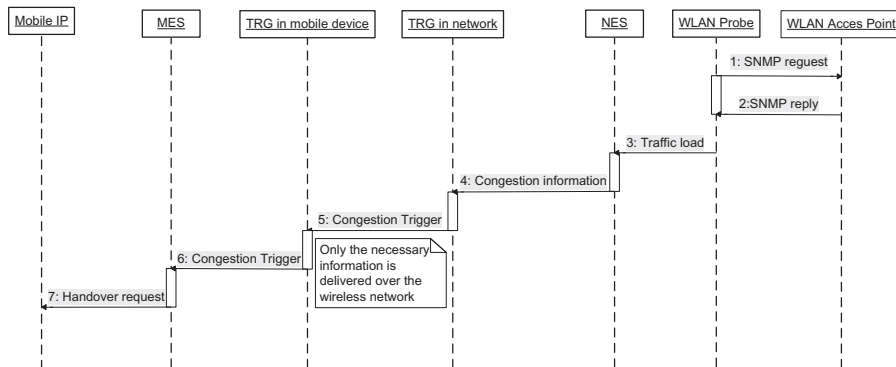 Mobile IP
MES
TRG in mobile device
TRG in network
NES
WLAN Probe
WLAN Acces Point
1: SNMP reguest
2:SNMP reply
3: Traffic load
4: Congestion information
5: Congestion Trigger
6: Congestion Trigger
Only the necessary
information is
delivered over the
wireless network
7: Handover request